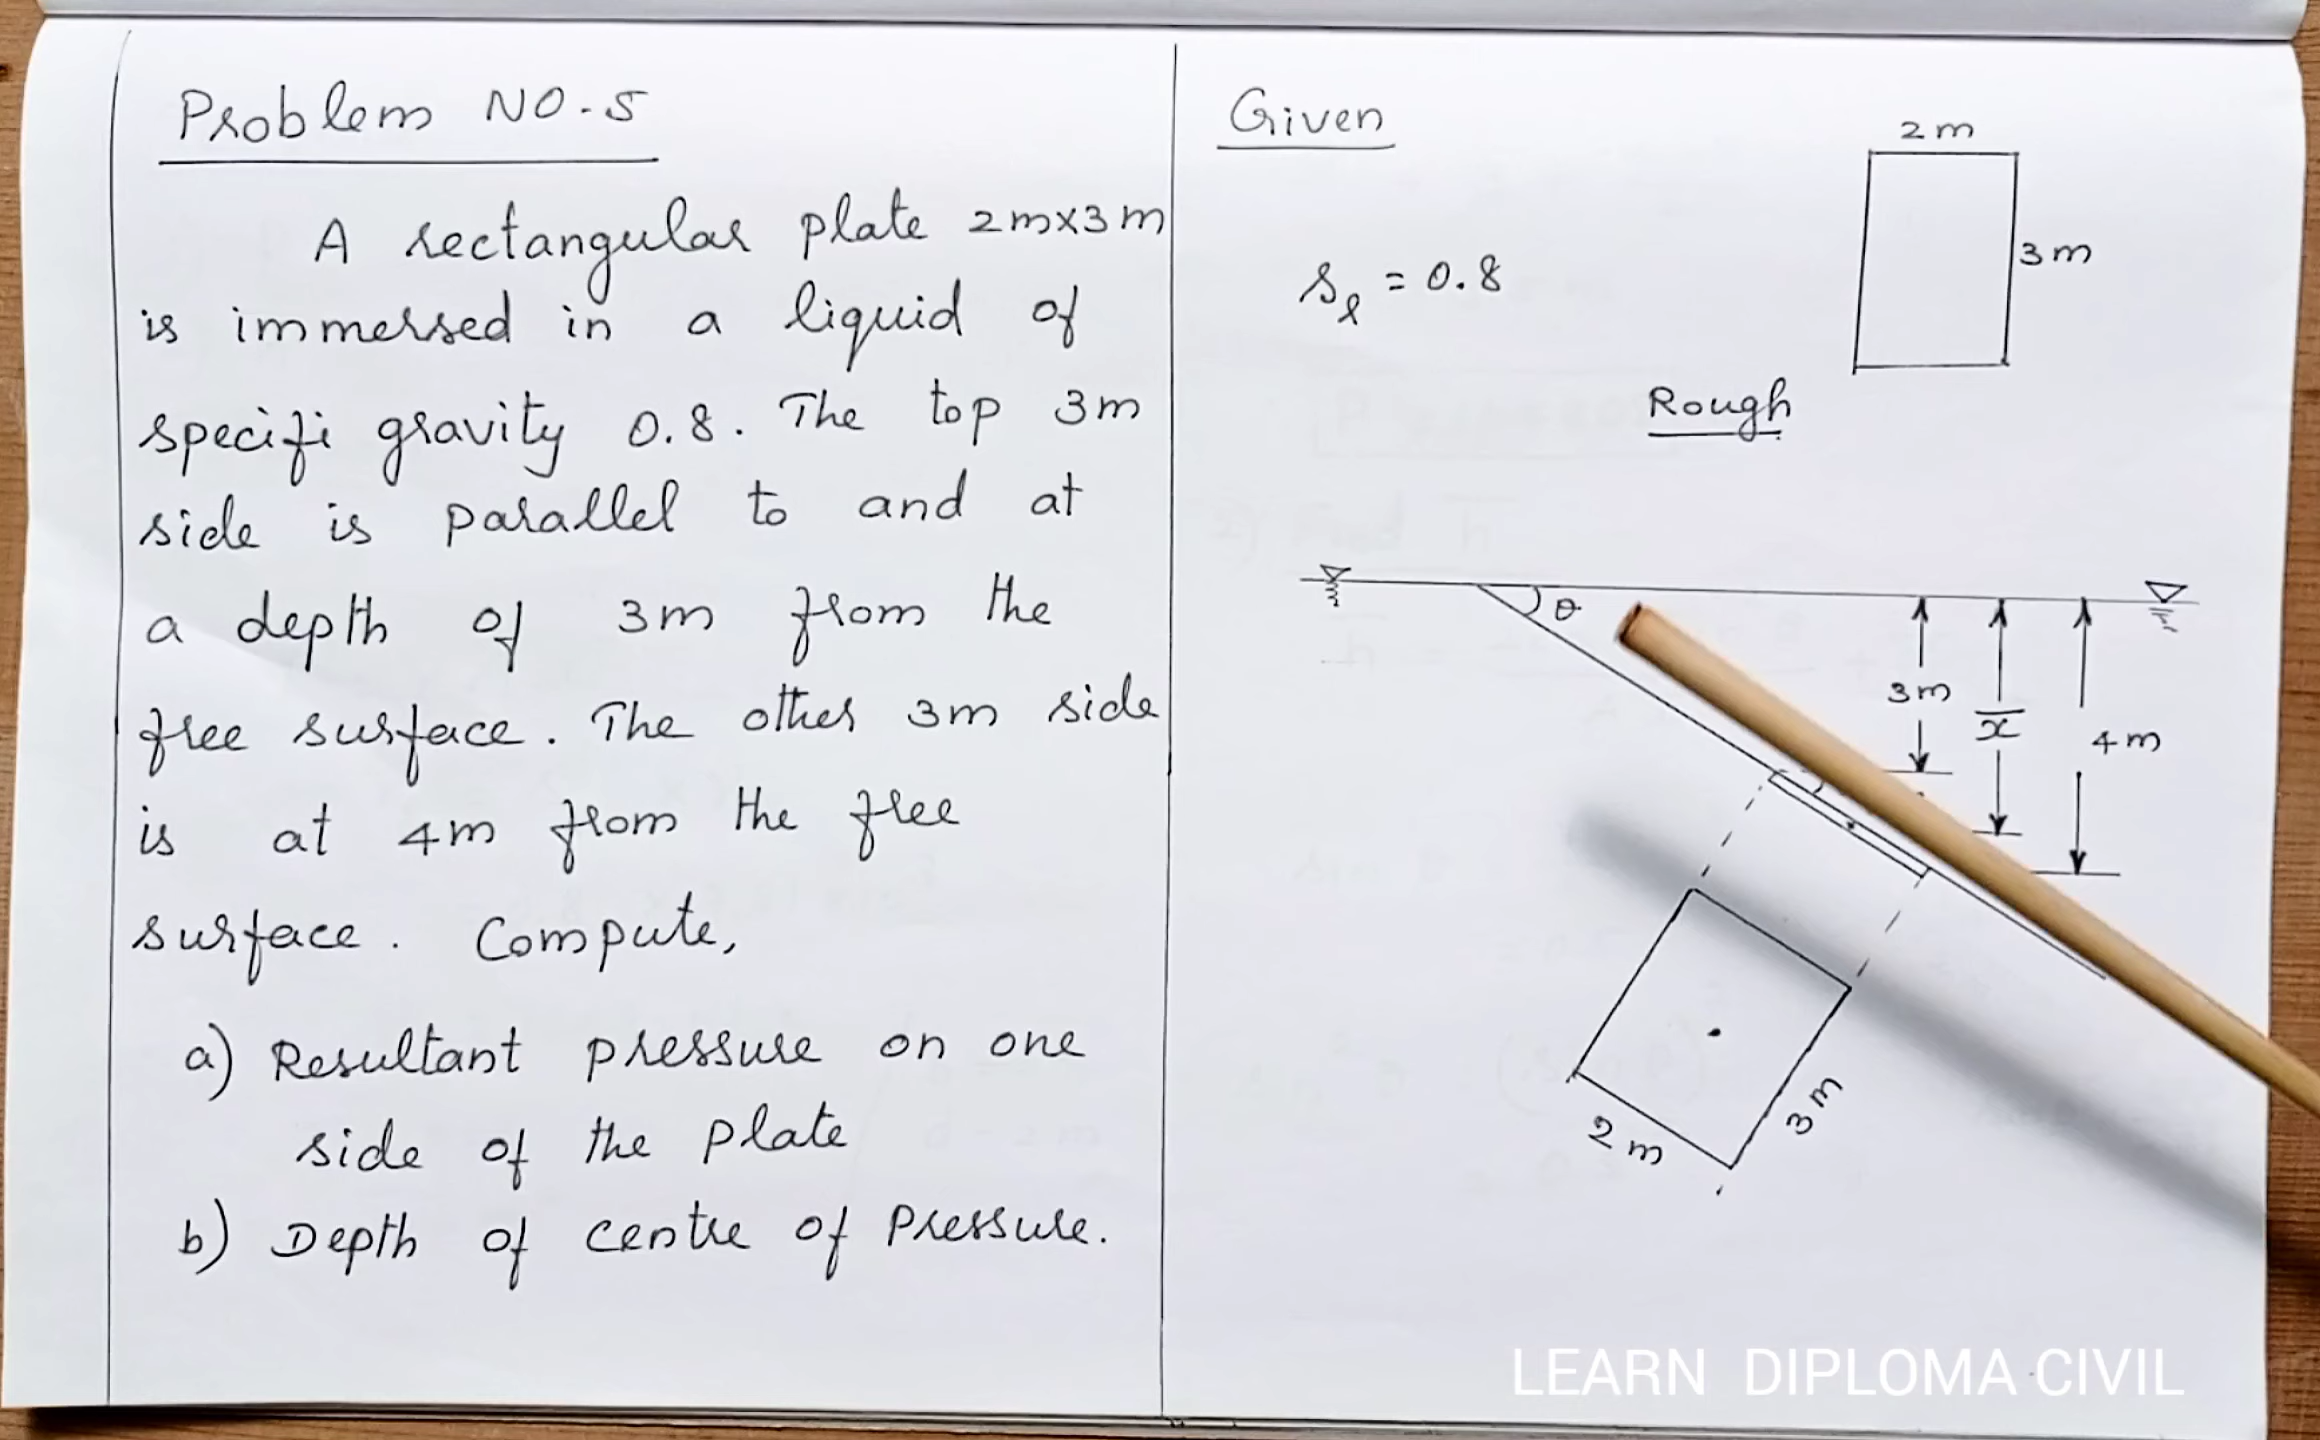 Problem NO-5
A rectangular plate 2m×3m
is immersed in a liquid of
specifi gravity 0.8. The top 3m
side is parallel to and at
a depth of 3m from the
free surface. The other 3m side
is at 4m from the free
surface. Compute,
a) Resultant pressure on one
side of the plate
b) Depth of centre of pressure.
Given
2m
3m
s_l = 0.8
Rough
θ
3m
x̄
4m
2m
3m
LEARN DIPLOMA CIVIL